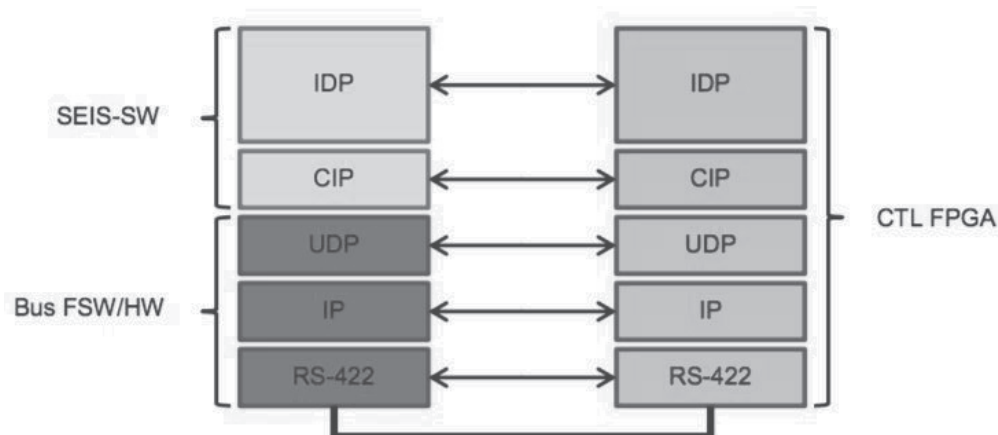 IDP
IDP
SEIS-SW
CIP
CIP
CTL FPGA
UDP
UDP
Bus FSW/HW
IP
IP
RS-422
RS-422